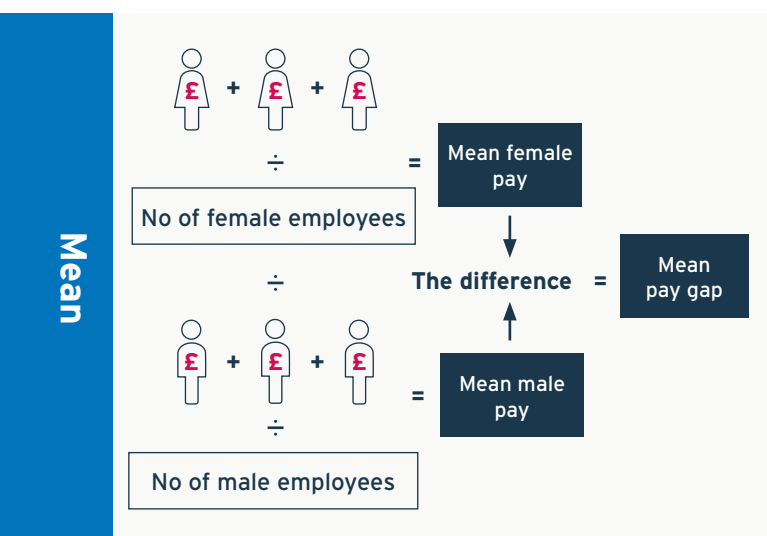 Mean
£ + £ + £
÷
=
Mean female
pay
No of female employees
÷
The difference
=
Mean
pay gap
£ + £ + £
=
Mean male
pay
÷
No of male employees